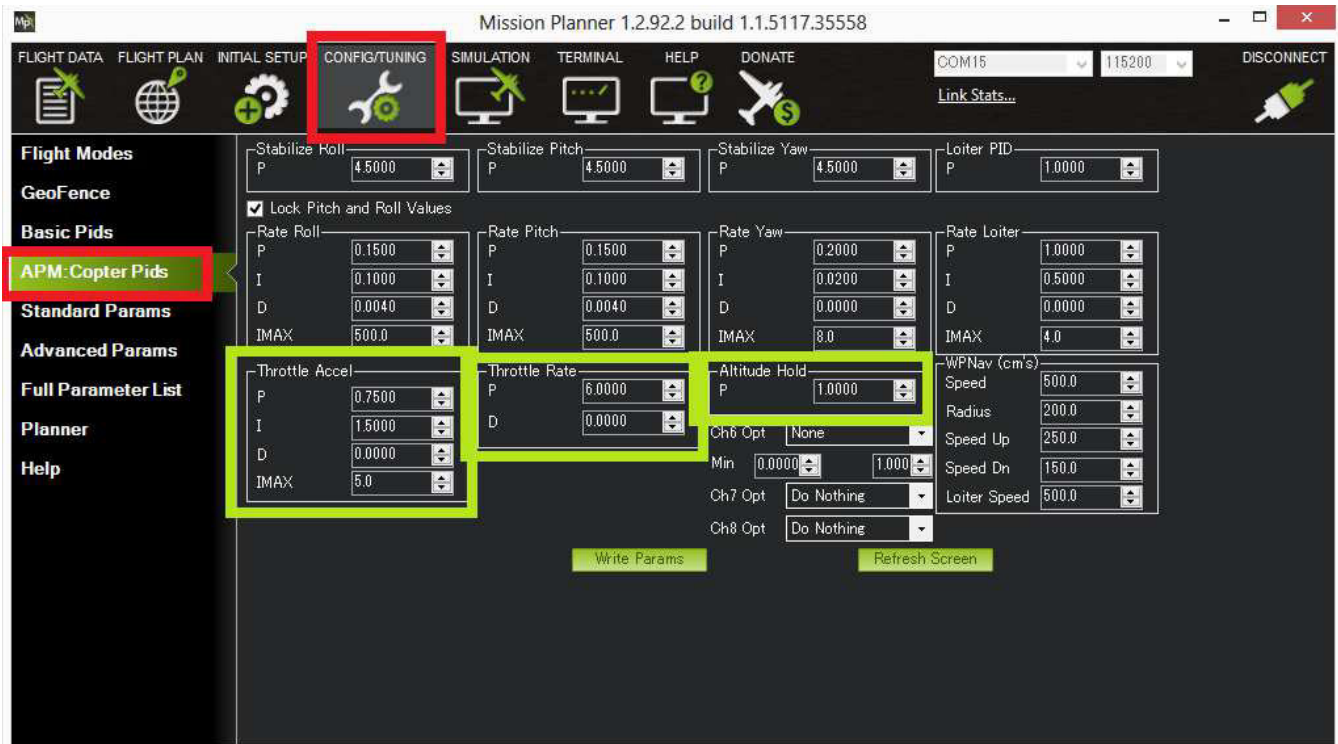 Mp
Mission Planner 1.2.92.2 build 1.1.5117.35558
FLIGHT DATA FLIGHT PLAN INITIAL SETUP CONFIG/TUNING SIMULATION TERMINAL HELP DONATE COM15 115200 DISCONNECT
Link Stats...
Flight Modes
GeoFence
Basic Pids
APM:Copter Pids
Standard Params
Advanced Params
Full Parameter List
Planner
Help
Stabilize Roll
P 4.5000
Stabilize Pitch
P 4.5000
Stabilize Yaw
P 4.5000
Loiter PID
P 1.0000
Lock Pitch and Roll Values
Rate Roll
P 0.1500
I 0.1000
D 0.0040
IMAX 500.0
Rate Pitch
P 0.1500
I 0.1000
D 0.0040
IMAX 500.0
Rate Yaw
P 0.2000
I 0.0200
D 0.0000
IMAX 8.0
Rate Loiter
P 1.0000
I 0.5000
D 0.0000
IMAX 4.0
Throttle Accel
P 0.7500
I 1.5000
D 0.0000
IMAX 5.0
Throttle Rate
P 6.0000
D 0.0000
Altitude Hold
P 1.0000
Ch6 Opt None
Min 0.0000 1.000
Ch7 Opt Do Nothing
Ch8 Opt Do Nothing
WPNav (cm's)
Speed 500.0
Radius 200.0
Speed Up 250.0
Speed Dn 150.0
Loiter Speed 500.0
Write Params Refresh Screen